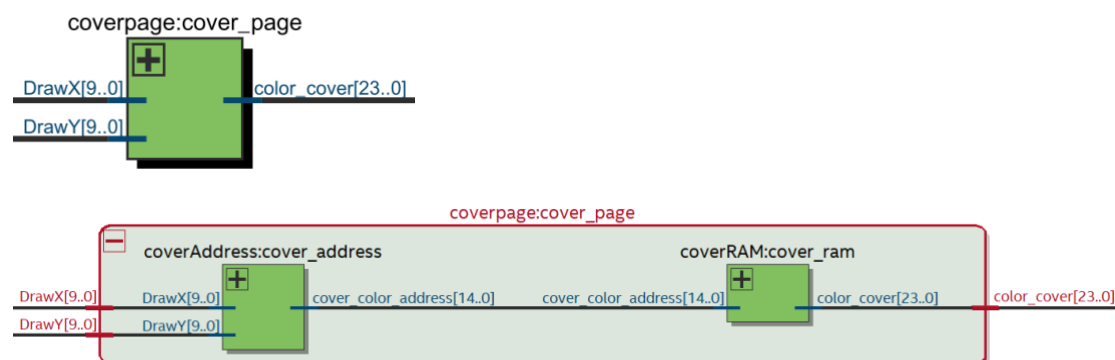 coverpage:cover_page
DrawX[9..0]
color_cover[23..0]
DrawY[9..0]
coverpage:cover_page
coverAddress:cover_address
coverRAM:cover_ram
DrawX[9..0] DrawX[9..0] cover_color_address[14..0] cover_color_address[14..0] color_cover[23..0] color_cover[23..0]
DrawY[9..0] DrawY[9..0]